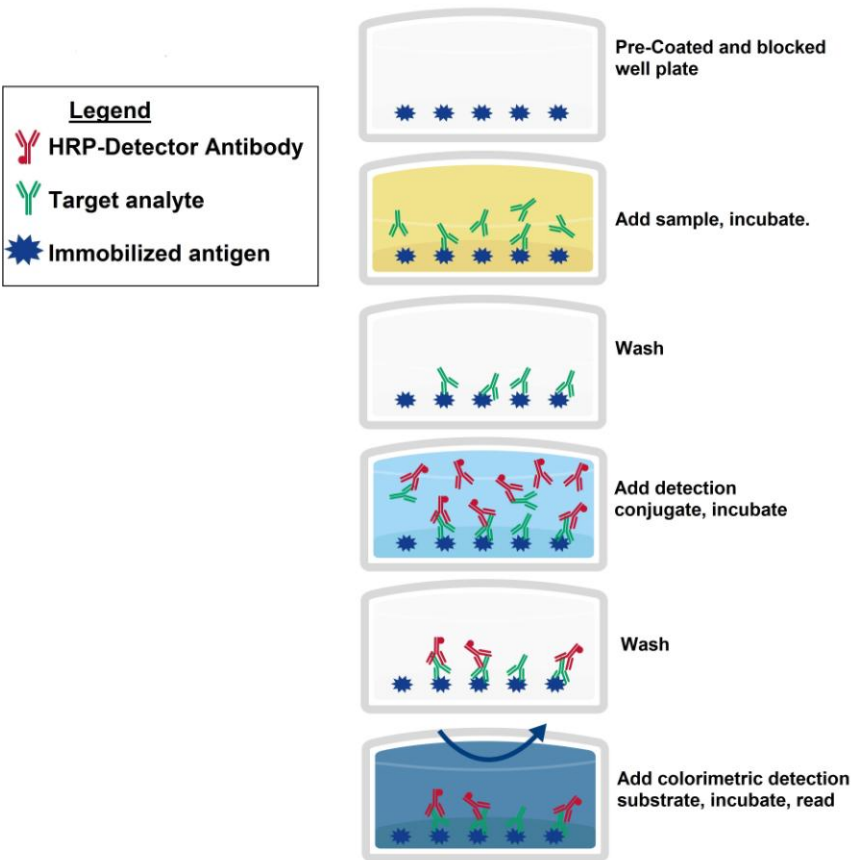 Legend
HRP-Detector Antibody
Target analyte
Immobilized antigen
Pre-Coated and blocked
well plate
Add sample, incubate.
Wash
Add detection
conjugate, incubate
Wash
Add colorimetric detection
substrate, incubate, read